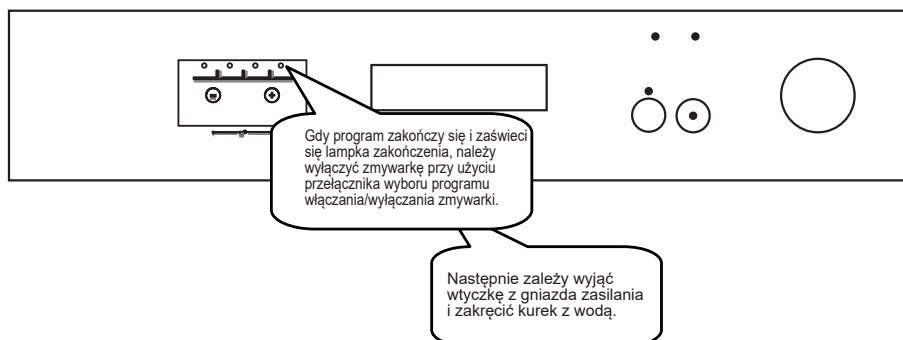 Gdy program zakończy się i zaświeci
się lampka zakończenia, należy
wyłączyć zmywarkę przy użyciu
przełącznika wyboru programu
włączania/wyłączania zmywarki.
Następnie zależy wyjąć
wtyczkę z gniazda zasilania
i zakręcić kurek z wodą.